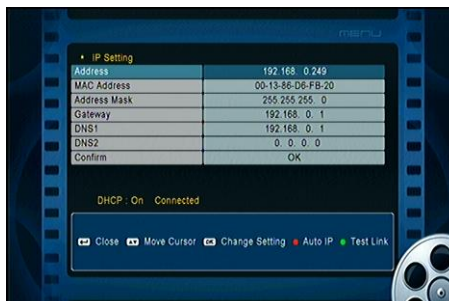 menu
IP Setting
Address 192.168. 0.249
MAC Address 00-13-86-D6-FB-20
Address Mask 255.255.255. 0
Gateway 192.168. 0. 1
DNS1 192.168. 0. 1
DNS2 0. 0. 0. 0
Confirm OK
DHCP : On Connected
Close Move Cursor OK Change Setting Auto IP Test Link